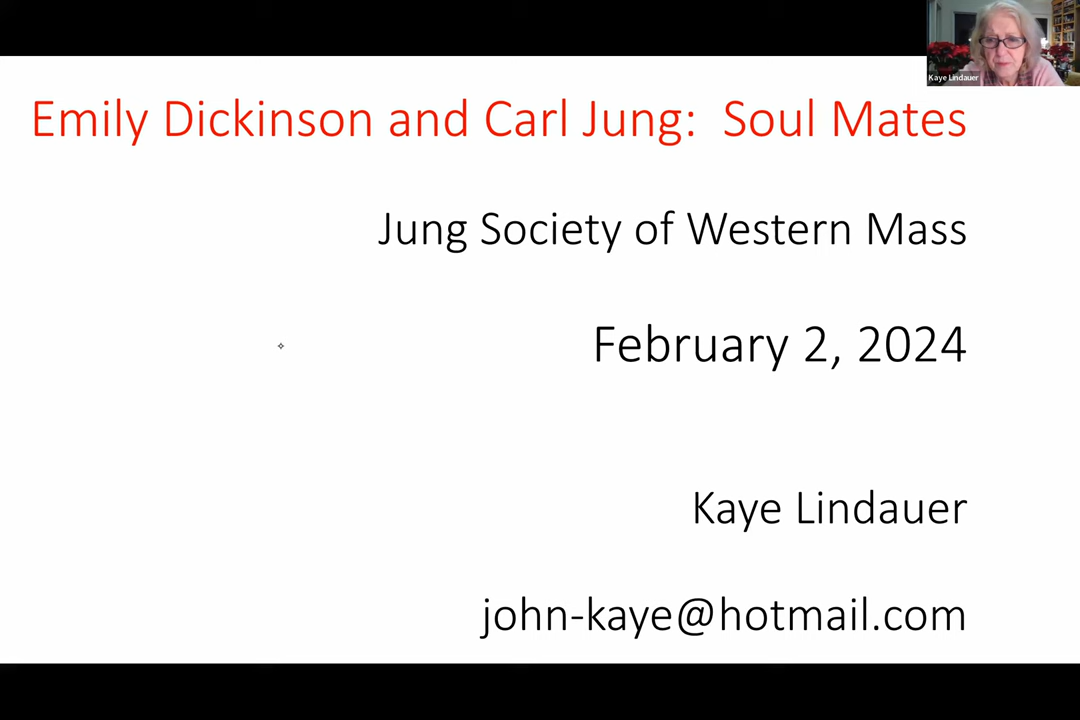 Kaye Lindauer
Emily Dickinson and Carl Jung: Soul Mates
Jung Society of Western Mass
February 2, 2024
Kaye Lindauer
john-kaye@hotmail.com